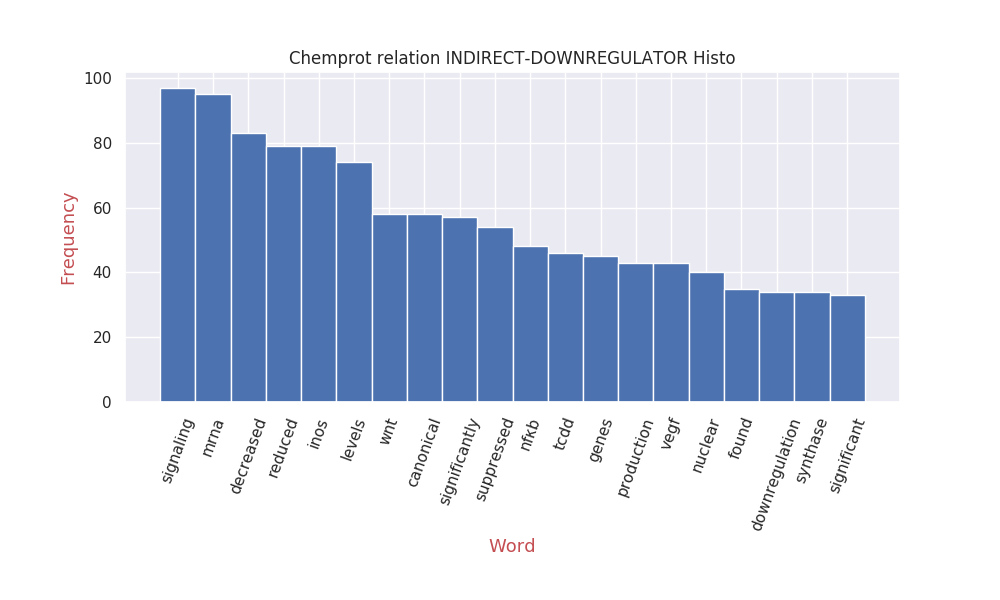 Chemprot relation INDIRECT-DOWNREGULATOR Histo
100
80
60
40
20
0
Frequency
signaling
mrna
decreased
reduced
inos
levels
wnt
canonical
significantly
suppressed
nfκb
tcdd
genes
production
vegf
nuclear
found
downregulation
synthase
significant
Word